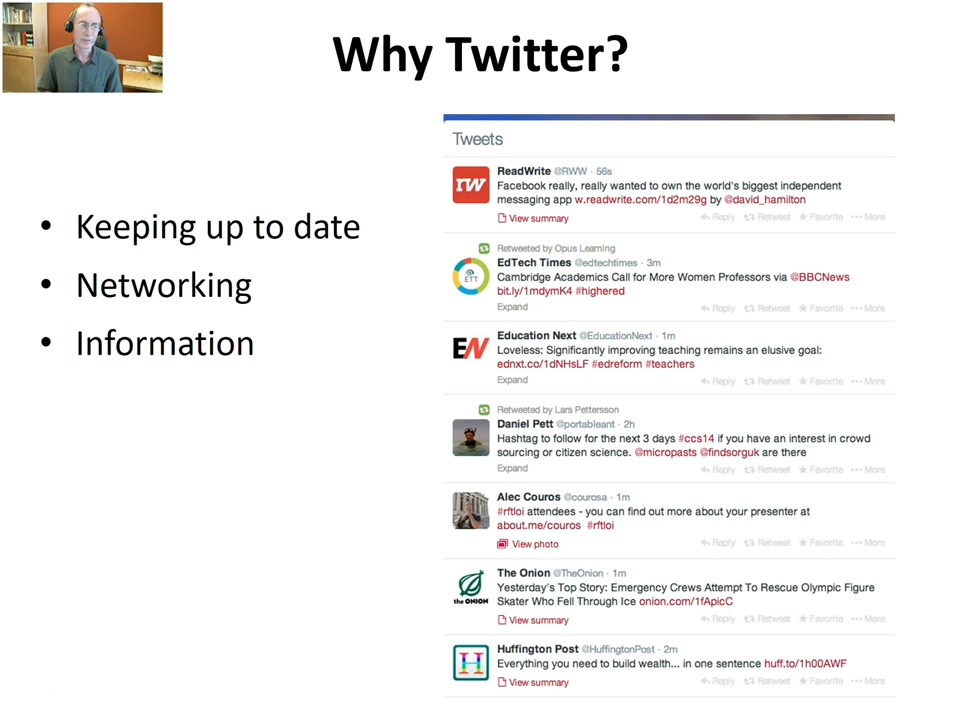 Why Twitter?
• Keeping up to date
• Networking
• Information
Tweets
rw
ReadWrite @RWW · 56s
Facebook really, really wanted to own the world's biggest independent
messaging app w.readwrite.com/1d2m29g by @david_hamilton
View summary
Reply Retweet Favorite More
Retweeted by Opus Learning
ETT
EdTech Times @edtechtimes · 3m
Cambridge Academics Call for More Women Professors via @BBCNews
bit.ly/1mdymK4 #highered
Expand
Reply Retweet Favorite More
EN
Education Next @EducationNext · 1m
Loveless: Significantly improving teaching remains an elusive goal:
ednxt.co/1dNHsLF #edreform #teachers
Expand
Reply Retweet Favorite More
Retweeted by Lars Pettersson
Daniel Pett @portableant · 2h
Hashtag to follow for the next 3 days #ccs14 if you have an interest in crowd
sourcing or citizen science. @micropasts @findsorguk are there
Expand
Reply Retweet Favorite More
Alec Couros @courosa · 1m
#rftloi attendees - you can find out more about your presenter at
about.me/couros #rftloi
View photo
Reply Retweet Favorite More
the ONION
The Onion @TheOnion · 1m
Yesterday's Top Story: Emergency Crews Attempt To Rescue Olympic Figure
Skater Who Fell Through Ice onion.com/1fApicC
View summary
Reply Retweet Favorite More
H
Huffington Post @HuffingtonPost · 2m
Everything you need to build wealth... in one sentence huff.to/1h00AWF
View summary
Reply Retweet Favorite More